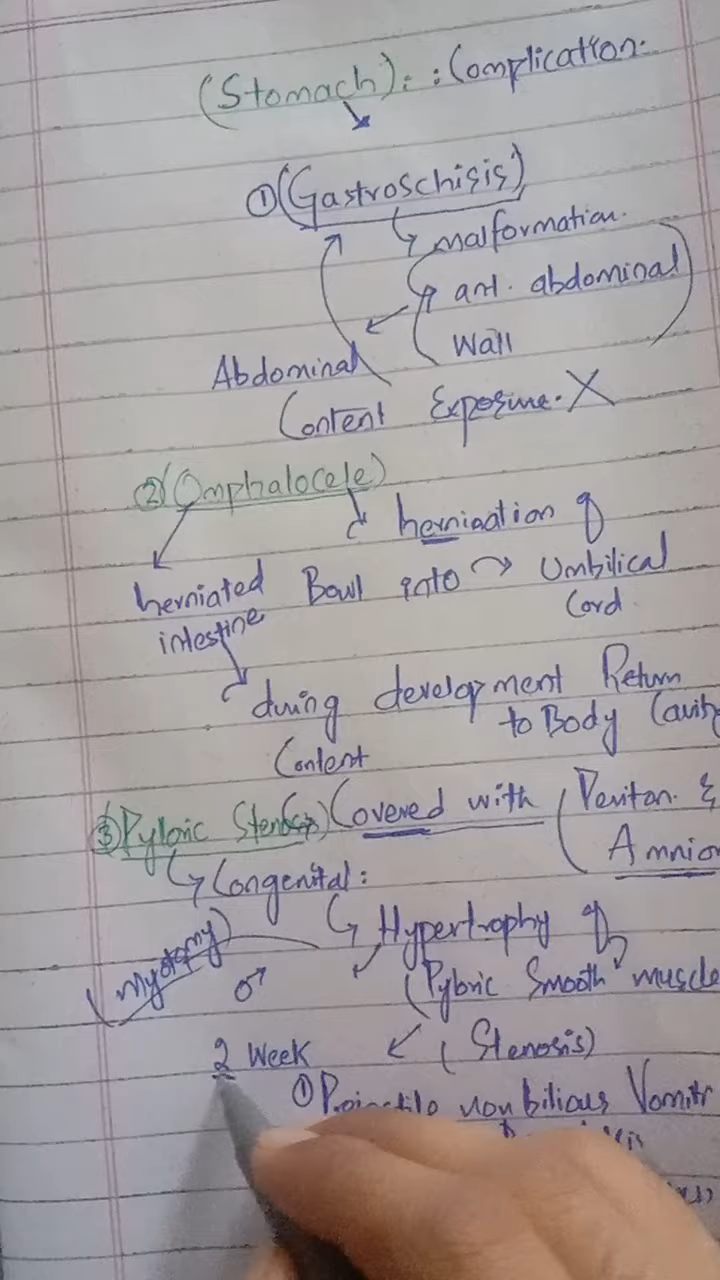 (Stomach): : Complication.
① (Gastroschisis)
malformation.
ant. abdominal
Wall
Abdominal
Content Exposure. X
② (Omphalocele)
herniation of
herniated Bowl into Umbilical
intestine Cord
during development Return
to Body Cavity
Content
③ Pyloric Stenosis) Covered with (Periton. &
Amnion
Congenital:
Hypertrophy of
(Myotomy) ♂
(Pyloric Smooth muscle
2 Week (Stenosis)
① Projectile nonbilious Vomit